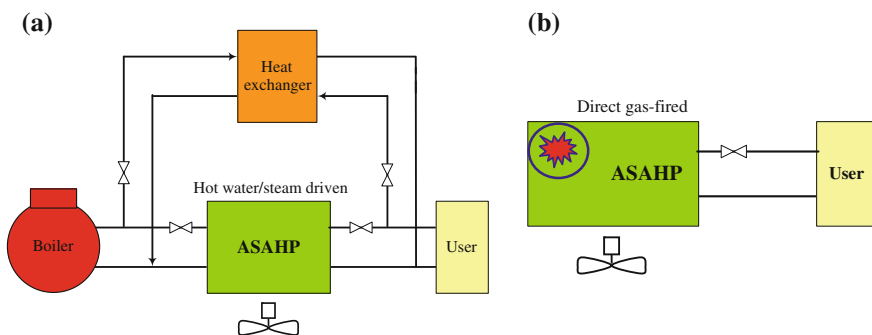 (a)
Heat
exchanger
Hot water/steam driven
Boiler
ASAHP
User
(b)
Direct gas-fired
ASAHP
User